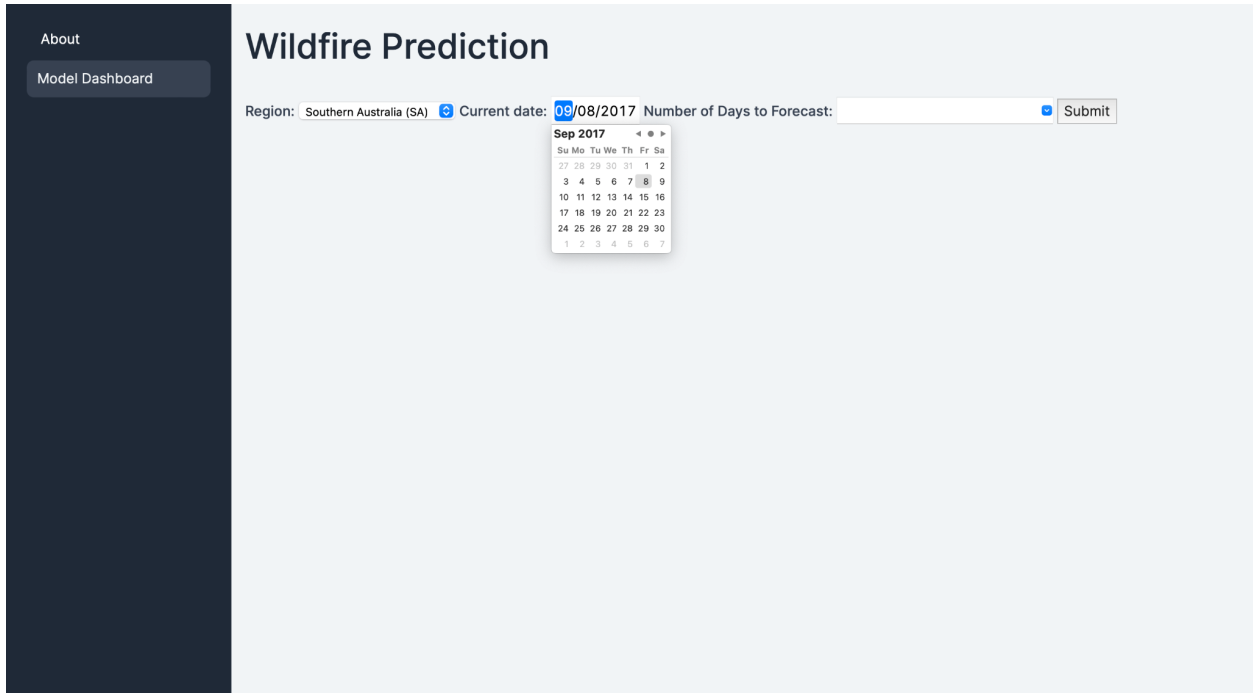 About
Model Dashboard
Wildfire Prediction
Region: Southern Australia (SA) Current date: 09/08/2017 Number of Days to Forecast: Submit
Sep 2017
Su Mo Tu We Th Fr Sa
27 28 29 30 31 1 2
3 4 5 6 7 8 9
10 11 12 13 14 15 16
17 18 19 20 21 22 23
24 25 26 27 28 29 30
1 2 3 4 5 6 7